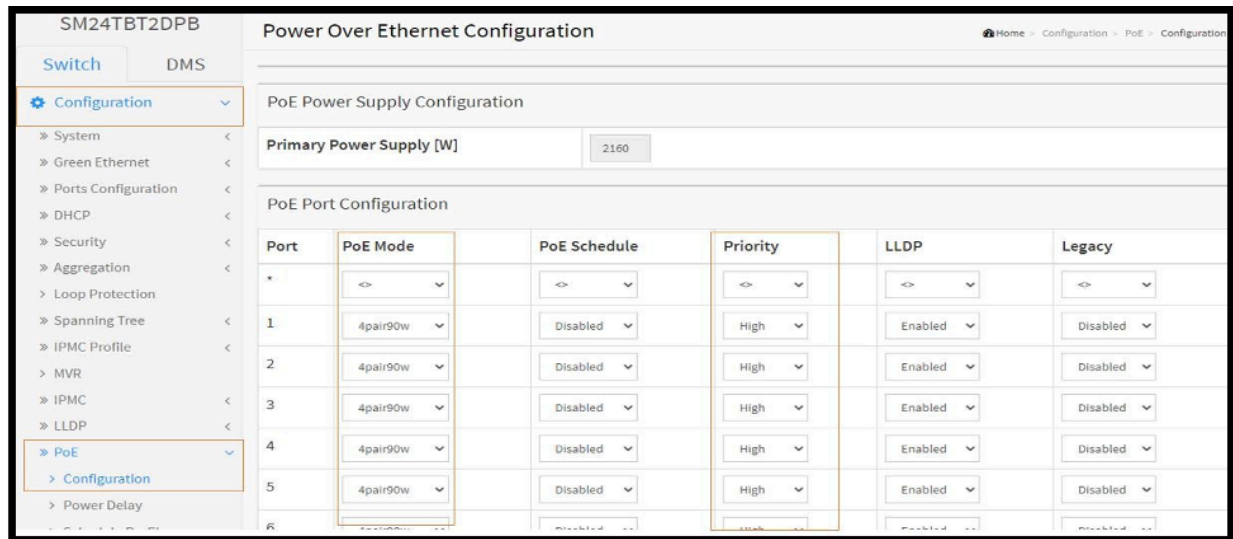 SM24TBT2DPB
Switch DMS
Configuration
» System
» Green Ethernet
» Ports Configuration
» DHCP
» Security
» Aggregation
> Loop Protection
» Spanning Tree
» IPMC Profile
> MVR
» IPMC
» LLDP
» PoE
> Configuration
> Power Delay
Power Over Ethernet Configuration
Home > Configuration > PoE > Configuration
PoE Power Supply Configuration
Primary Power Supply [W] 2160
PoE Port Configuration
Port PoE Mode PoE Schedule Priority LLDP Legacy
* <> <> <> <> <>
1 4pair90w Disabled High Enabled Disabled
2 4pair90w Disabled High Enabled Disabled
3 4pair90w Disabled High Enabled Disabled
4 4pair90w Disabled High Enabled Disabled
5 4pair90w Disabled High Enabled Disabled